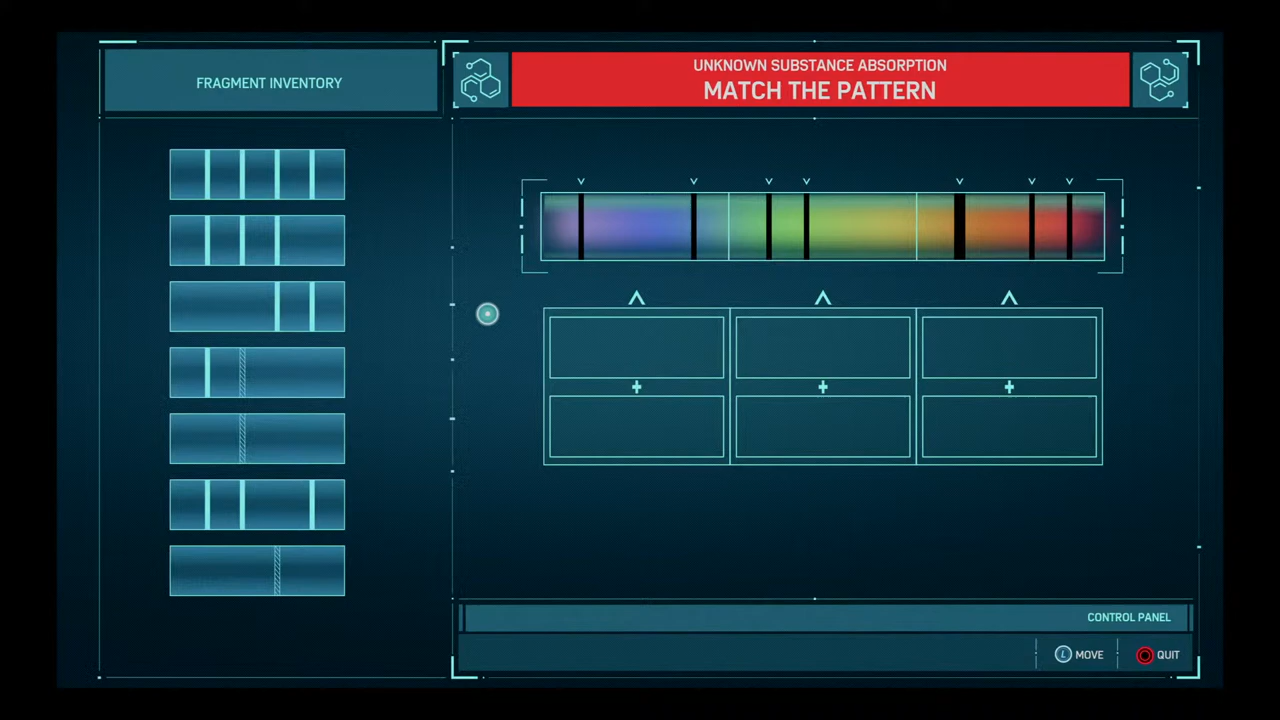 FRAGMENT INVENTORY
UNKNOWN SUBSTANCE ABSORPTION
MATCH THE PATTERN
CONTROL PANEL
L MOVE
QUIT